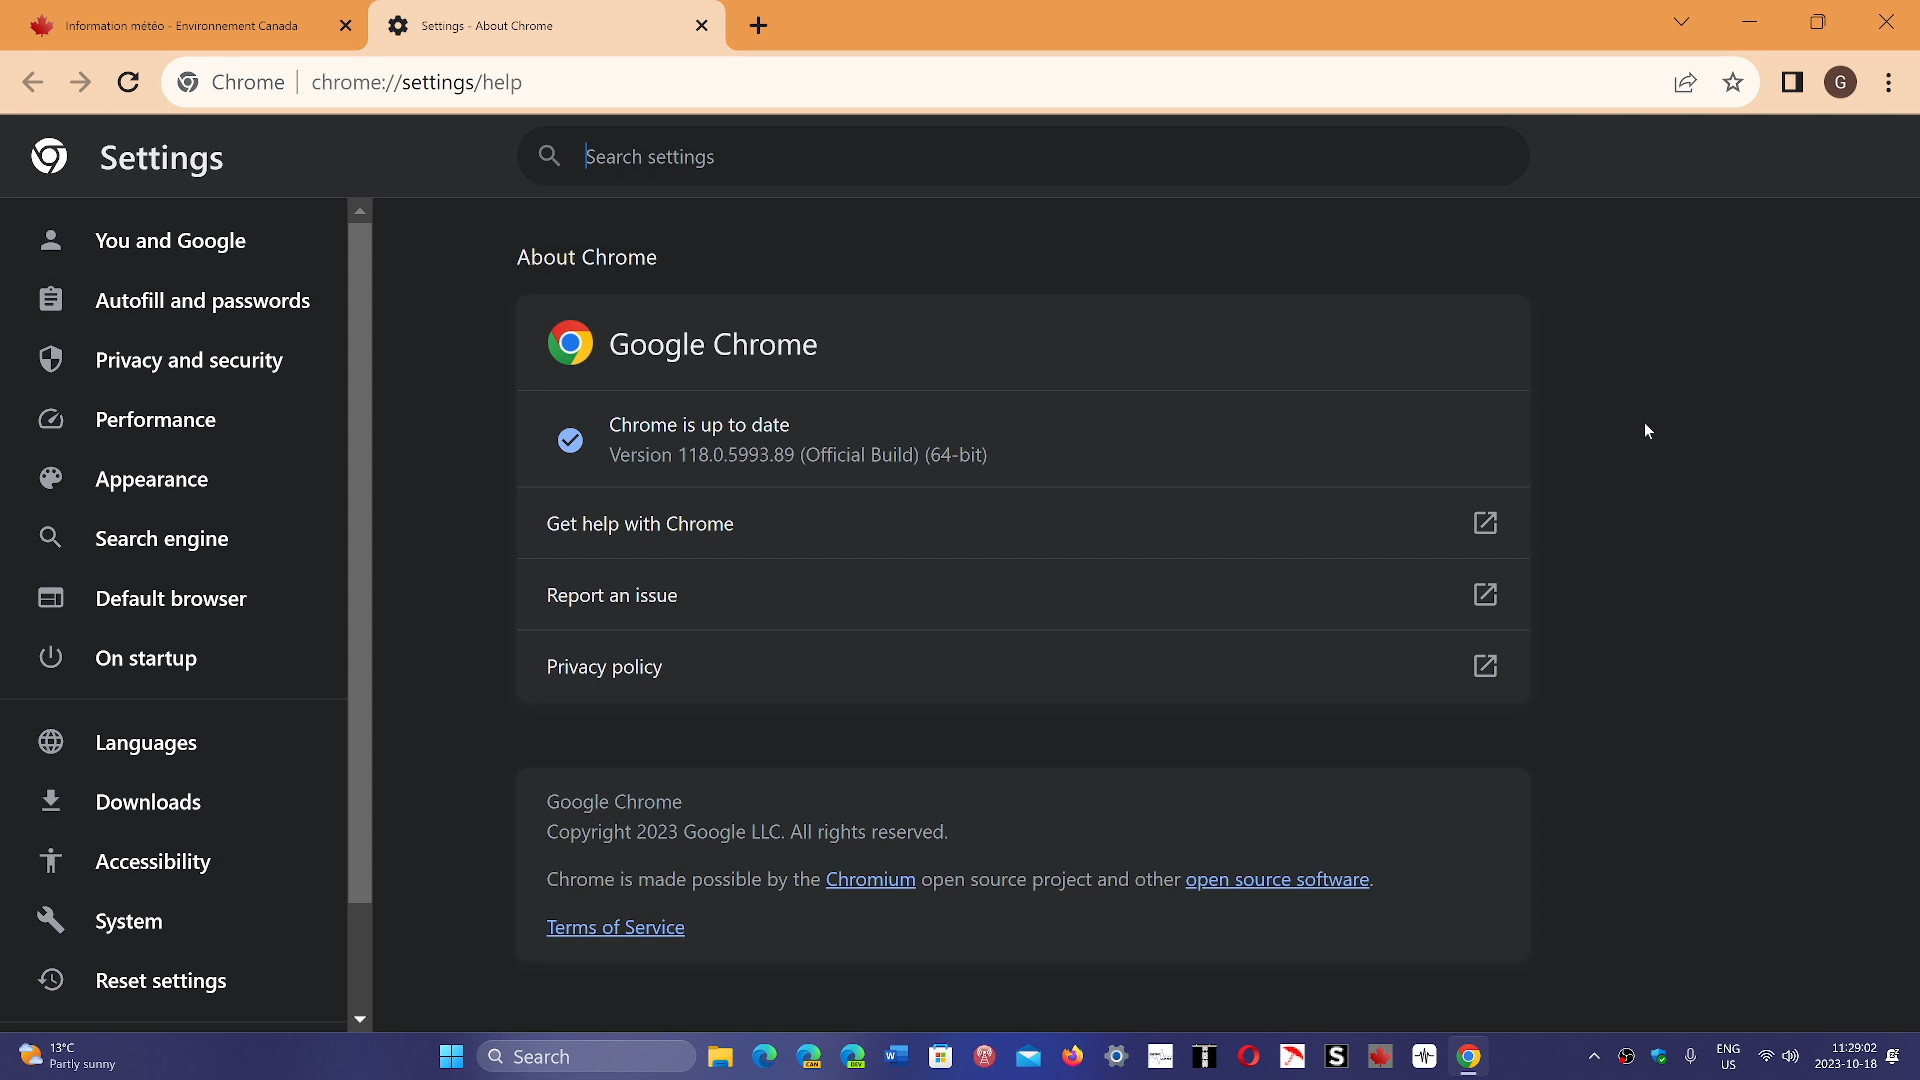 Information météo - Environnement Canada
Settings - About Chrome
Chrome
chrome://settings/help
G
Settings
Search settings
You and Google
Autofill and passwords
Privacy and security
Performance
Appearance
Search engine
Default browser
On startup
Languages
Downloads
Accessibility
System
Reset settings
About Chrome
Google Chrome
Chrome is up to date
Version 118.0.5993.89 (Official Build) (64-bit)
Get help with Chrome
Report an issue
Privacy policy
Google Chrome
Copyright 2023 Google LLC. All rights reserved.
Chrome is made possible by the Chromium open source project and other open source software.
Terms of Service
13°C
Partly sunny
Search
CAN
DEV
W
S
ENG
US
11:29:02
2023-10-18